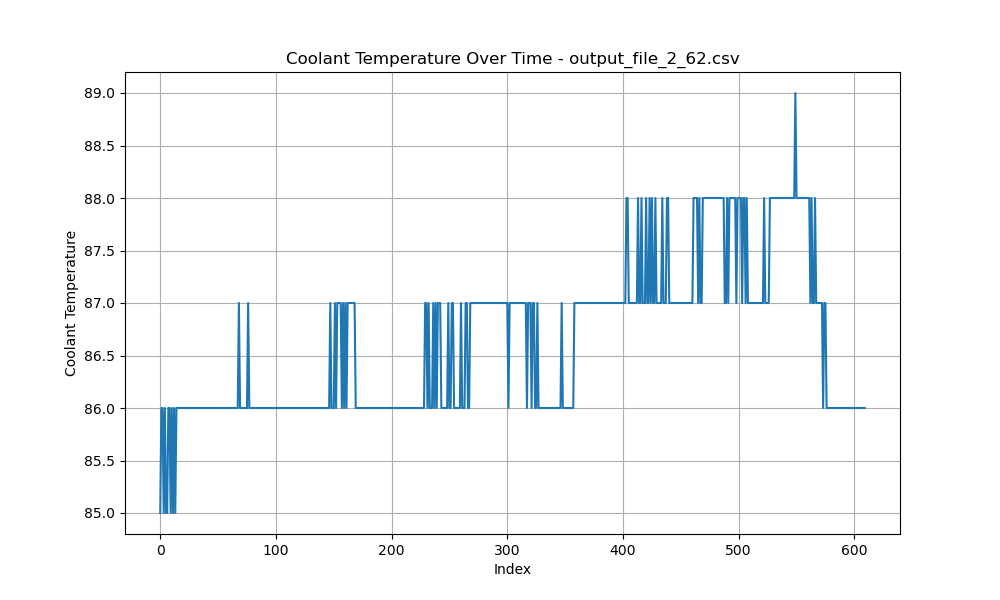 Coolant Temperature Over Time - output_file_2_62.csv
Coolant Temperature
89.0
88.5
88.0
87.5
87.0
86.5
86.0
85.5
85.0
0 100 200 300 400 500 600
Index